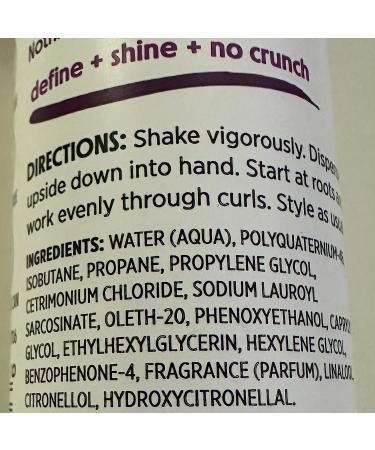 define + shine + no crunch
DIRECTIONS: Shake vigorously.
upside down into hand. Start at roots
work evenly through curls. Style as
INGREDIENTS: WATER (AQUA),
ISOBUTANE, PROPANE, PROPYLENE GLYCOL,
CETRIMONIUM CHLORIDE, SODIUM LAUROYL
SARCOSINATE, OLETH-20, PHENOXYETHANOL,
GLYCOL, ETHYLHEXYLGLYCERIN, HEXYLENE GLYCOL,
BENZOPHENONE-4, FRAGRANCE (PARFUM), LINALOOL,
CITRONELLOL, HYDROXYCITRONELLAL.